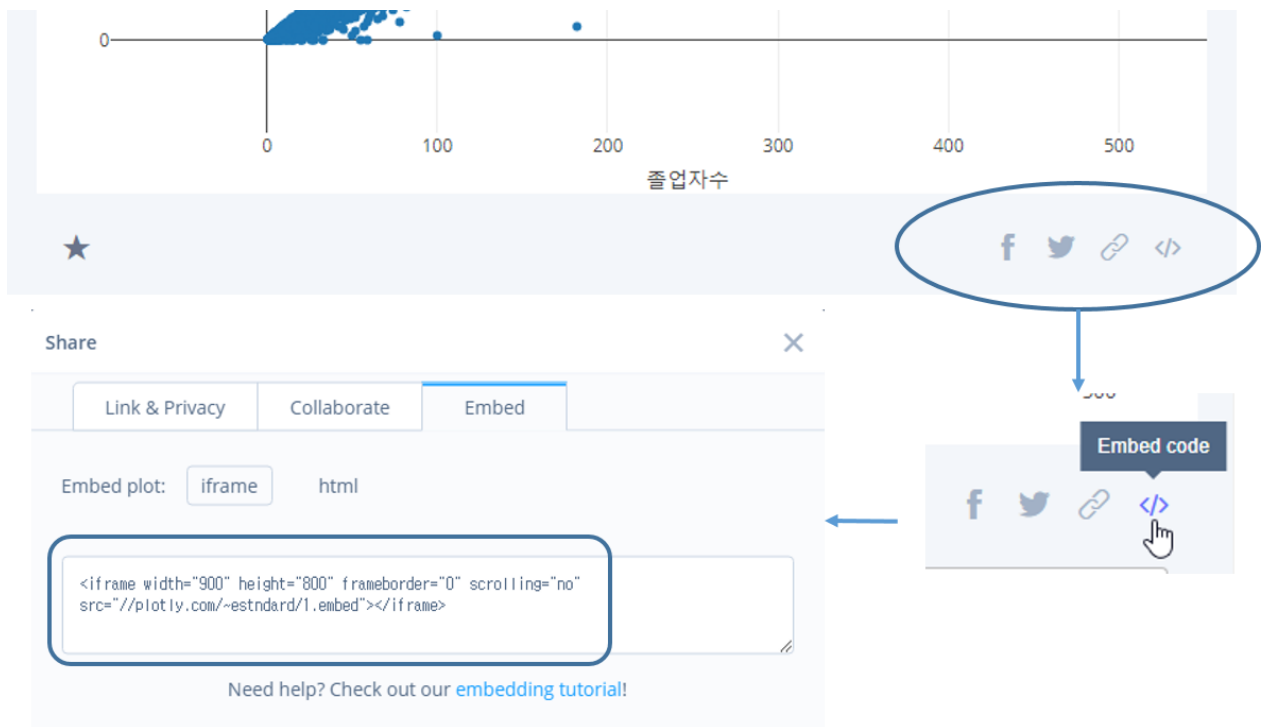 0
0 100 200 300 400 500
졸업자수
Share
Link & Privacy Collaborate Embed
Embed plot: iframe html
<iframe width="900" height="800" frameborder="0" scrolling="no"
src="//plotly.com/~estndard/1.embed"></iframe>
Need help? Check out our embedding tutorial!
Embed code